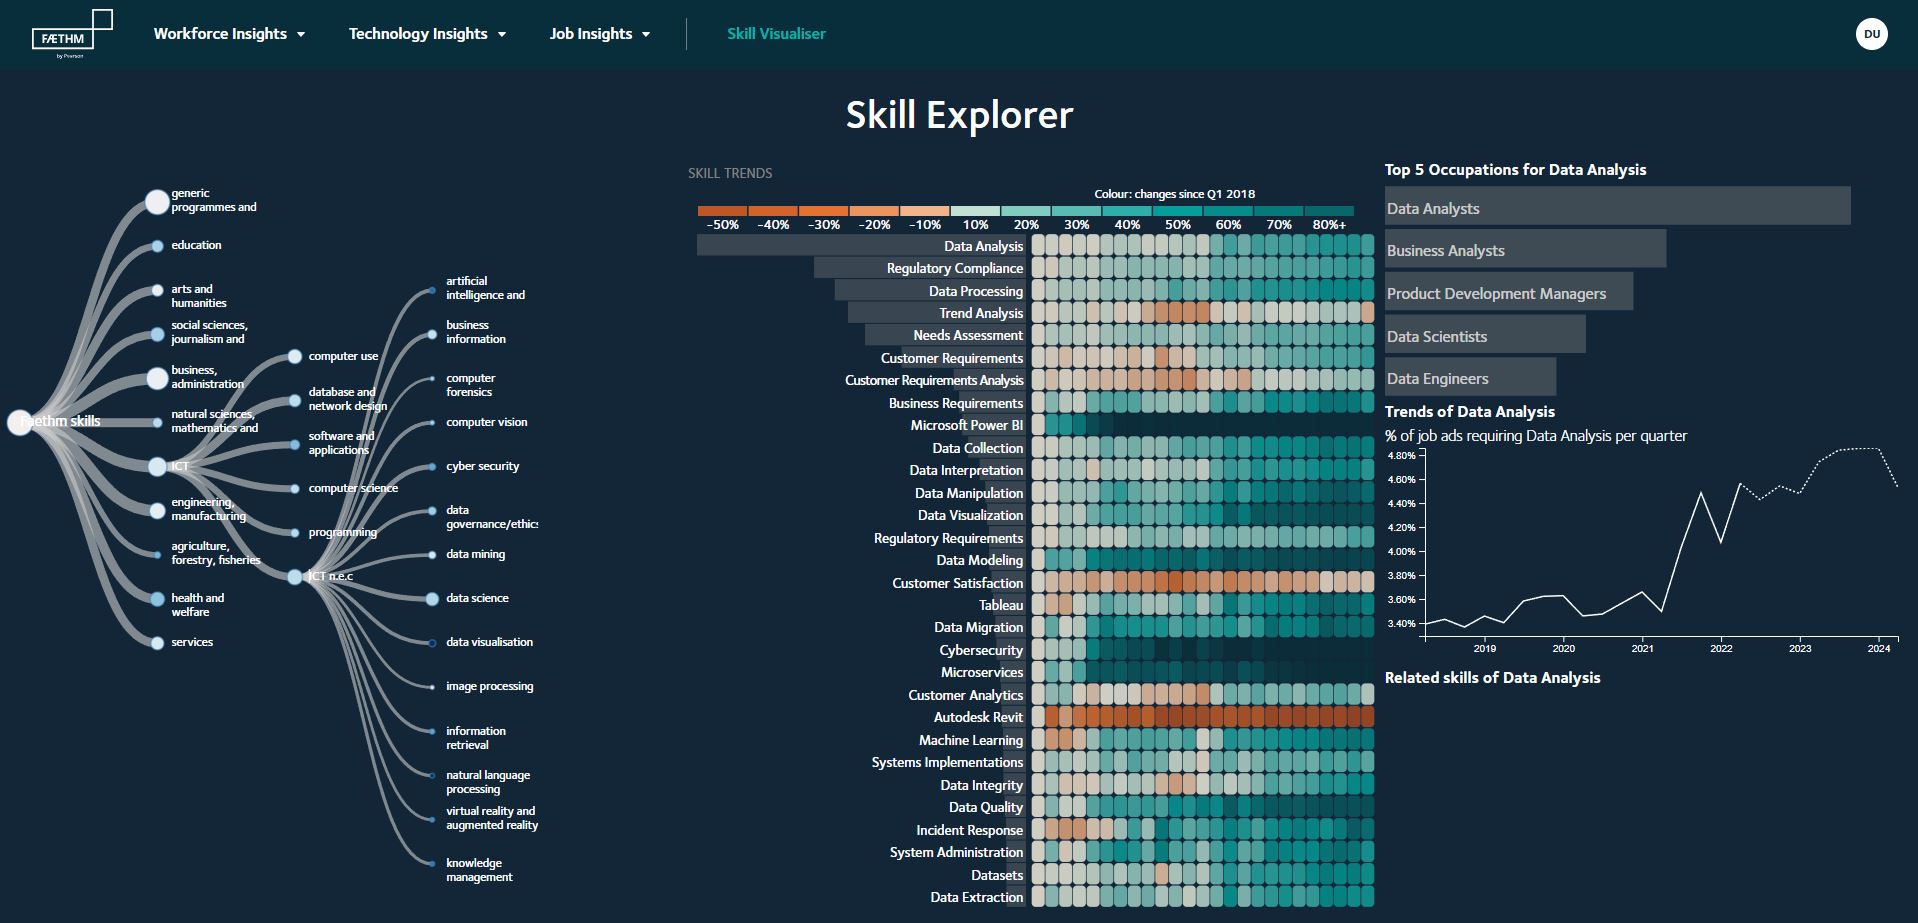 FÆTHM
by Pearson
Workforce Insights
Technology Insights
Job Insights
Skill Visualiser
DU
Skill Explorer
Faethm skills
generic
programmes and
education
arts and
humanities
social sciences,
journalism and
business,
administration
natural sciences,
mathematics and
ICT
engineering,
manufacturing
agriculture,
forestry, fisheries
health and
welfare
services
computer use
database and
network design
software and
applications
computer science
programming
ICT n.e.c
artificial
intelligence and
business
information
computer
forensics
computer vision
cyber security
data
governance/ethics
data mining
data science
data visualisation
image processing
information
retrieval
natural language
processing
virtual reality and
augmented reality
knowledge
management
SKILL TRENDS
Colour: changes since Q1 2018
-50% -40% -30% -20% -10% 10% 20% 30% 40% 50% 60% 70% 80%+
Data Analysis
Regulatory Compliance
Data Processing
Trend Analysis
Needs Assessment
Customer Requirements
Customer Requirements Analysis
Business Requirements
Microsoft Power BI
Data Collection
Data Interpretation
Data Manipulation
Data Visualization
Regulatory Requirements
Data Modeling
Customer Satisfaction
Tableau
Data Migration
Cybersecurity
Microservices
Customer Analytics
Autodesk Revit
Machine Learning
Systems Implementations
Data Integrity
Data Quality
Incident Response
System Administration
Datasets
Data Extraction
Top 5 Occupations for Data Analysis
Data Analysts
Business Analysts
Product Development Managers
Data Scientists
Data Engineers
Trends of Data Analysis
% of job ads requiring Data Analysis per quarter
4.80%
4.60%
4.40%
4.20%
4.00%
3.80%
3.60%
3.40%
2019 2020 2021 2022 2023 2024
Related skills of Data Analysis